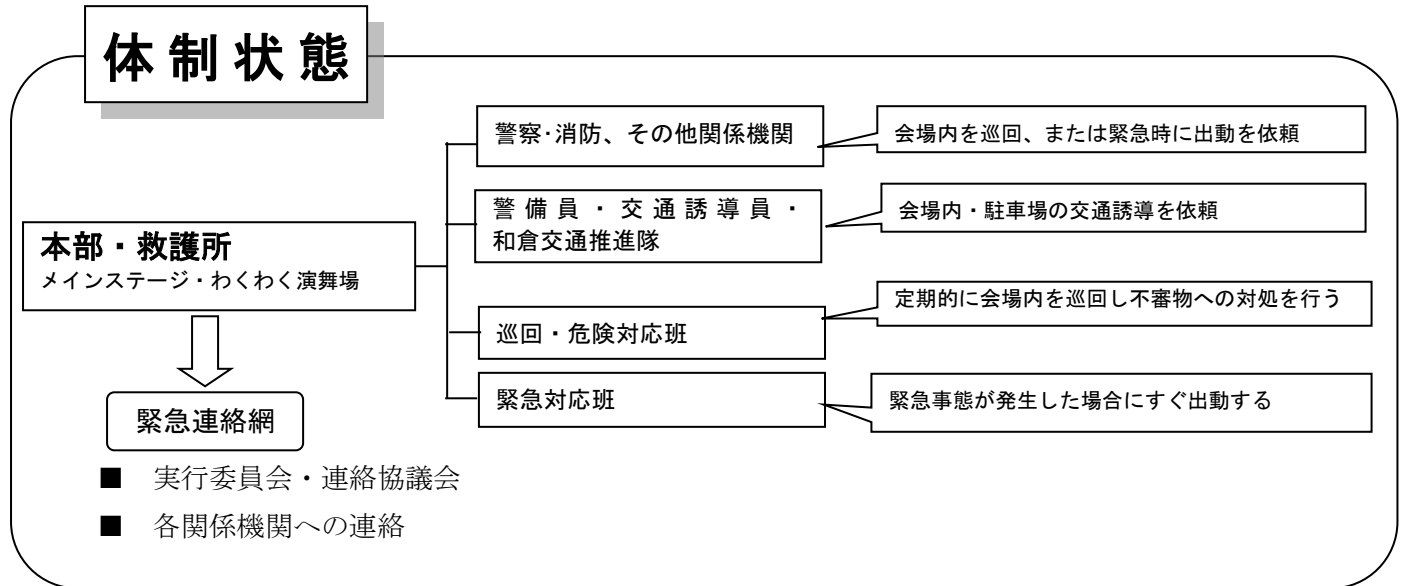 体制状態
警察・消防、その他関係機関
会場内を巡回、または緊急時に出動を依頼
警備員・交通誘導員・
和倉交通推進隊
会場内・駐車場の交通誘導を依頼
本部・救護所
メインステージ・わくわく演舞場
巡回・危険対応班
定期的に会場内を巡回し不審物への対処を行う
緊急対応班
緊急事態が発生した場合にすぐ出動する
緊急連絡網
■ 実行委員会・連絡協議会
■ 各関係機関への連絡